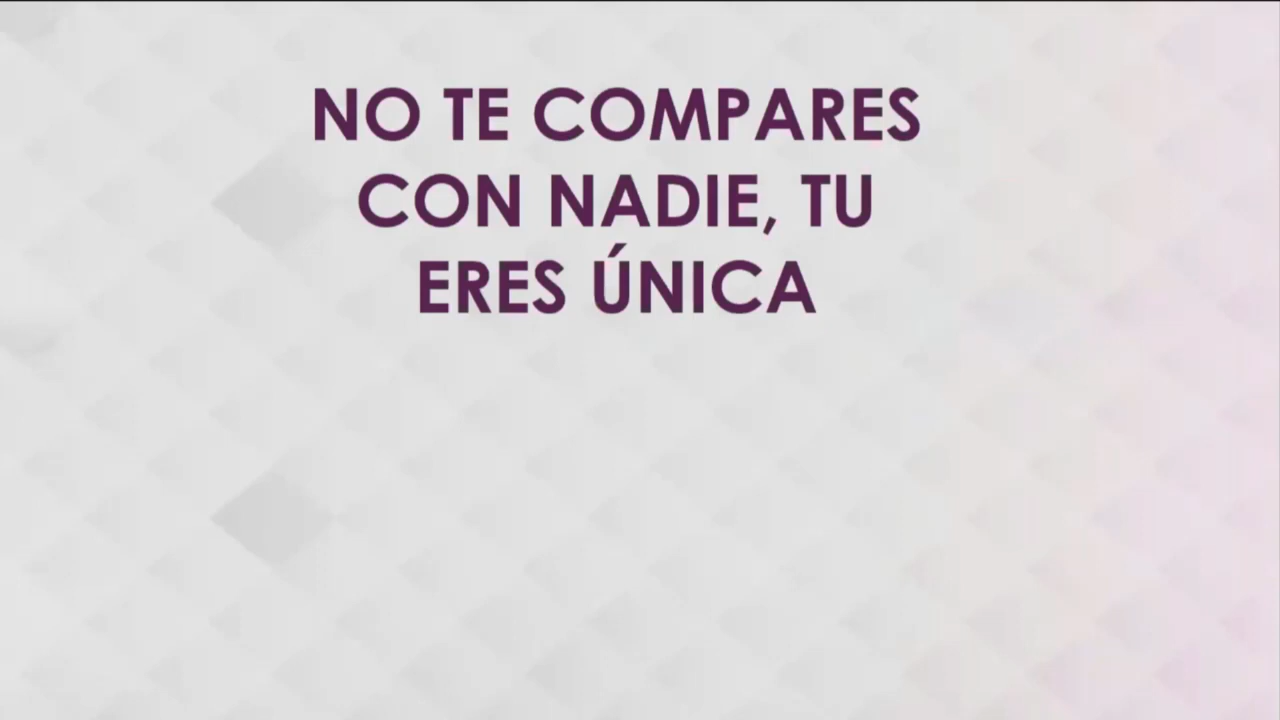 NO TE COMPARES
CON NADIE, TU
ERES ÚNICA